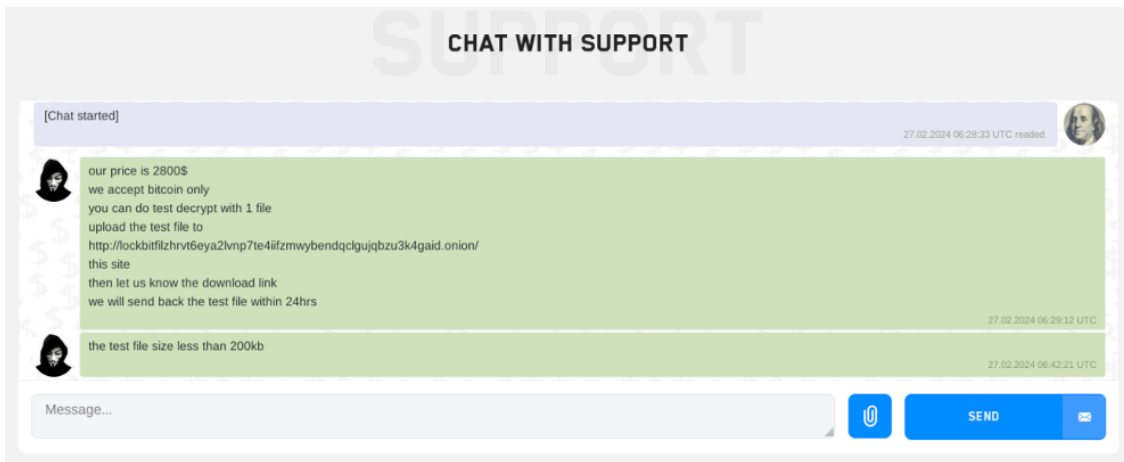 SUPPORT
CHAT WITH SUPPORT
[Chat started]
27.02.2024 06:28:33 UTC readed
our price is 2800$
we accept bitcoin only
you can do test decrypt with 1 file
upload the test file to
http://lockbitfilzhrvt6eya2lvnp7te4iifzmwybendqclgujqbzu3k4gaid.onion/
this site
then let us know the download link
we will send back the test file within 24hrs
27.02.2024 06:29:12 UTC
the test file size less than 200kb
27.02.2024 06:42:21 UTC
Message...
SEND